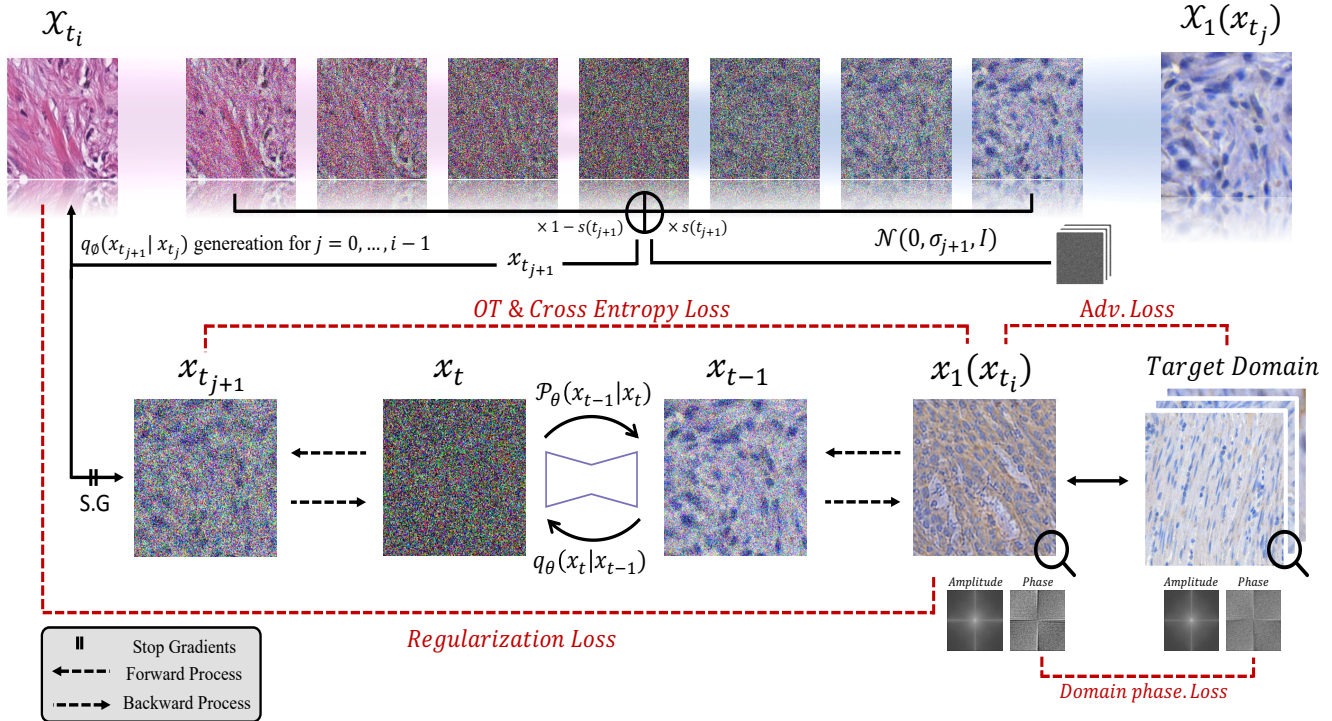 𝒳_{t_i}
𝒳_1(x_{t_j})
× 1 − s(t_{j+1})
× s(t_{j+1})
q_ø(x_{t_{j+1}} | x_{t_j}) genereation for j = 0, … , i − 1
x_{t_{j+1}}
𝒩(0, σ_{j+1}, I)
OT & Cross Entropy Loss
Adv. Loss
x_{t_{j+1}}
x_t
𝒫_θ(x_{t−1}|x_t)
x_{t−1}
x_1(x_{t_i})
Target Domain
S.G
q_θ(x_t|x_{t−1})
Amplitude Phase
Amplitude Phase
Regularization Loss
Domain phase. Loss
Stop Gradients
Forward Process
Backward Process